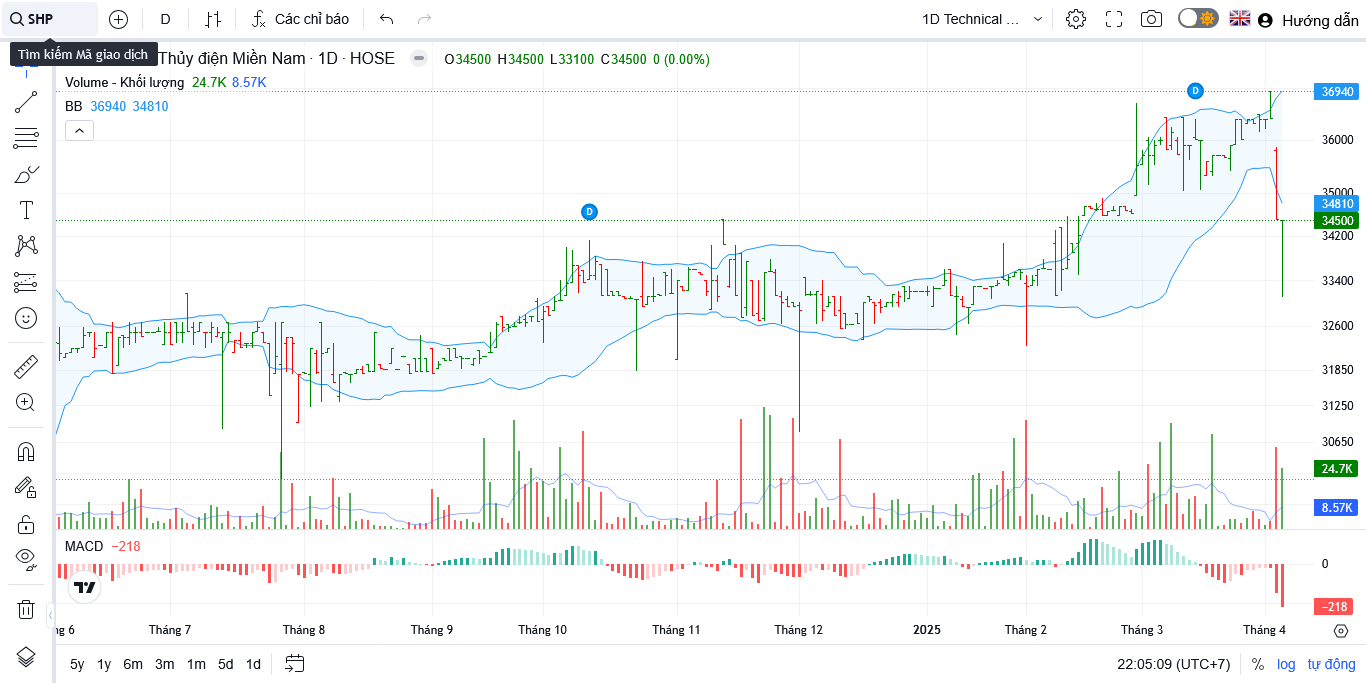 SHP D Các chỉ báo 1D Technical ... Hướng dẫn
Tìm kiếm Mã giao dịch
Thủy điện Miền Nam · 1D · HOSE O34500 H34500 L33100 C34500 0 (0.00%)
Volume - Khối lượng 24.7K 8.57K
BB 36940 34810
D
D
36940
36000
35000
34810
34500
34200
33400
32600
31850
31250
30650
24.7K
8.57K
MACD −218
0
−218
ng 6 Tháng 7 Tháng 8 Tháng 9 Tháng 10 Tháng 11 Tháng 12 2025 Tháng 2 Tháng 3 Tháng 4
5y 1y 6m 3m 1m 5d 1d 22:05:09 (UTC+7) % log tự động